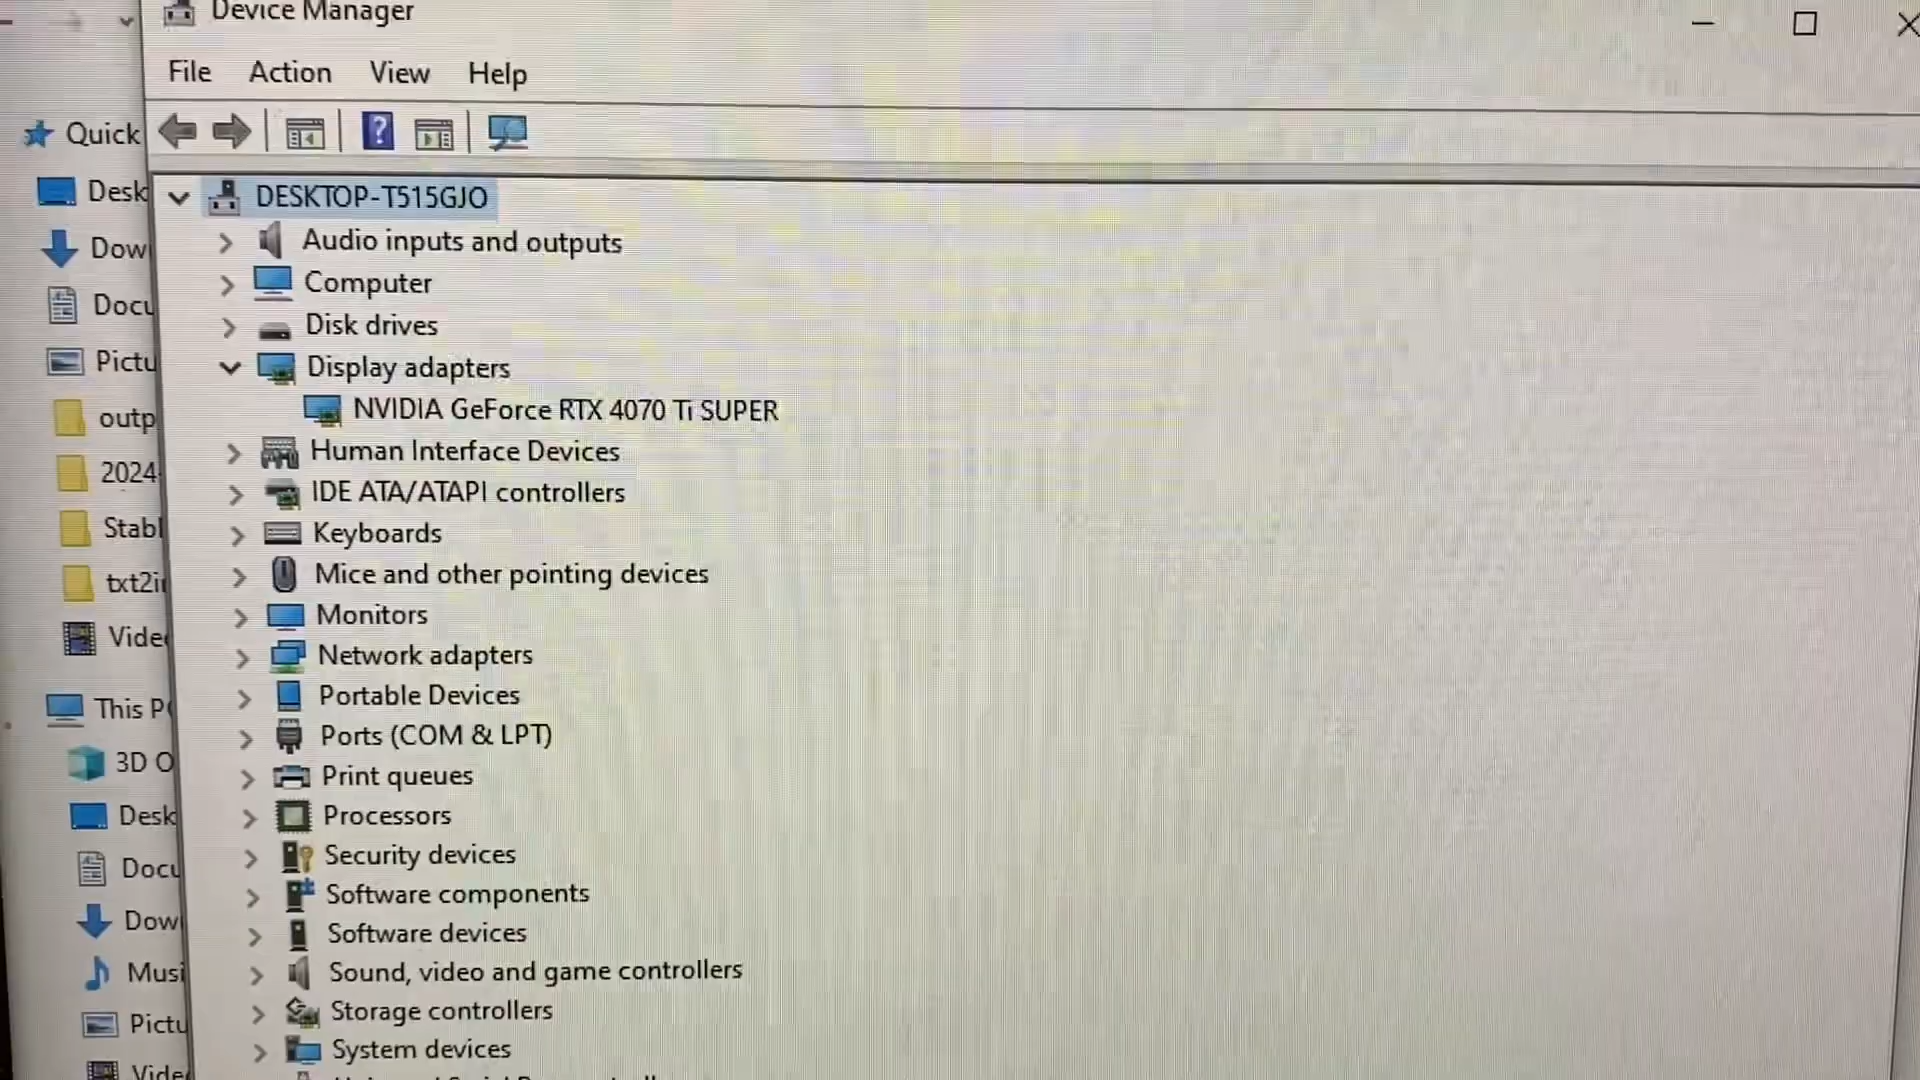 Device Manager
File Action View Help
Quick
Desk
Dow
Docu
Pictu
outp
2024-
Stabl
txt2i
Vide
This P
3D O
Desk
Docu
Dow
Musi
Pictu
Vide
DESKTOP-T515GJO
Audio inputs and outputs
Computer
Disk drives
Display adapters
NVIDIA GeForce RTX 4070 Ti SUPER
Human Interface Devices
IDE ATA/ATAPI controllers
Keyboards
Mice and other pointing devices
Monitors
Network adapters
Portable Devices
Ports (COM & LPT)
Print queues
Processors
Security devices
Software components
Software devices
Sound, video and game controllers
Storage controllers
System devices